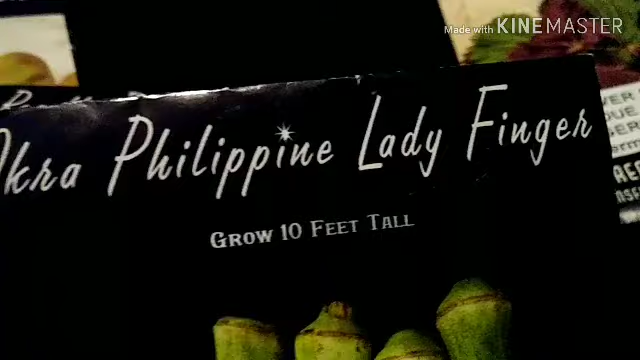 Made with KINEMASTER
Okra Philippine Lady Finger
GROW 10 FEET TALL